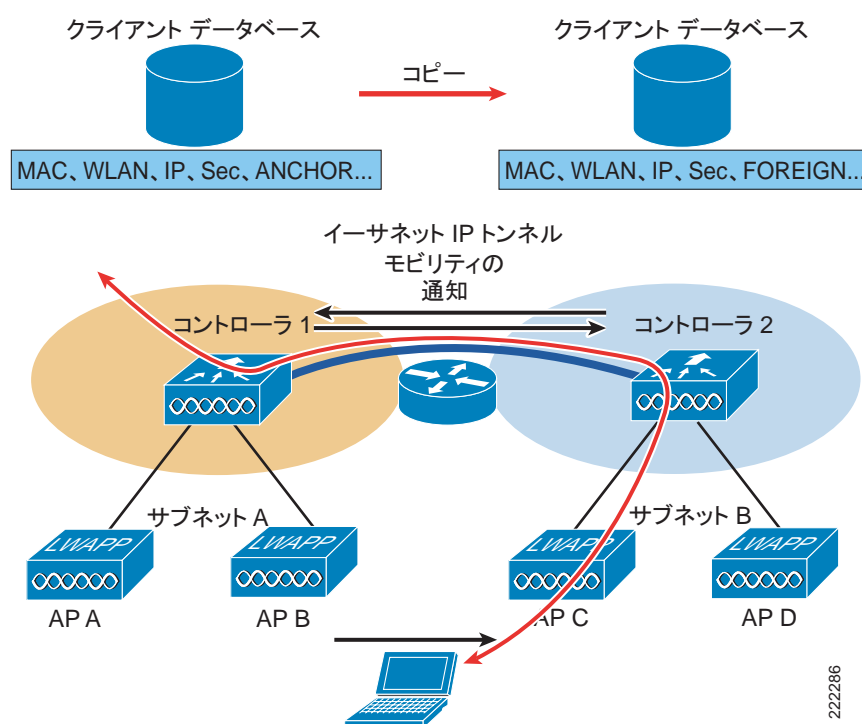 クライアント データベース
クライアント データベース
コピー
MAC、WLAN、IP、Sec、ANCHOR...
MAC、WLAN、IP、Sec、FOREIGN...
イーサネット IP トンネル
モビリティの
通知
コントローラ 1
コントローラ 2
サブネット A
サブネット B
LWAPP
LWAPP
LWAPP
LWAPP
AP A
AP B
AP C
AP D
222286